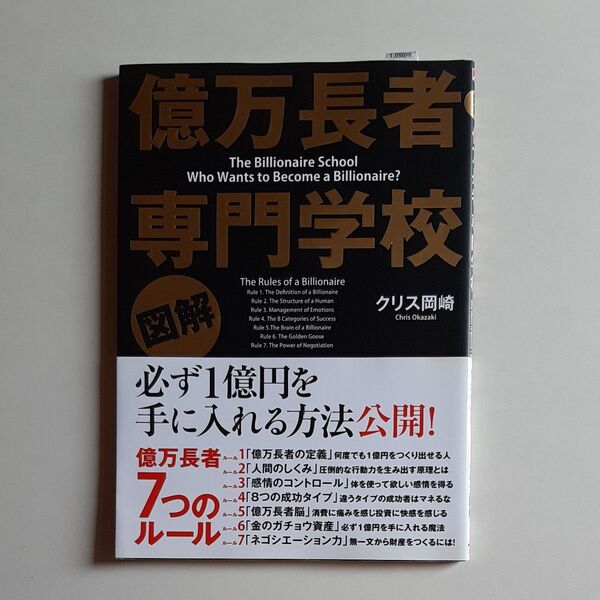 1,050円
億万長者
The Billionaire School
Who Wants to Become a Billionaire?
専門学校
The Rules of a Billionaire
Rule 1. The Definition of a Billionaire
Rule 2. The Structure of a Human
Rule 3. Management of Emotions
Rule 4. The 8 Categories of Success
Rule 5.The Brain of a Billionaire
Rule 6. The Golden Goose
Rule 7. The Power of Negotiation
図解
クリス岡崎
Chris Okazaki
必ず1億円を
手に入れる方法公開!
億万長者
7つの
ルール
ルール1「億万長者の定義」何度でも1億円をつくり出せる人
ルール2「人間のしくみ」圧倒的な行動力を生み出す原理とは
ルール3「感情のコントロール」体を使って欲しい感情を得る
ルール4「8つの成功タイプ」違うタイプの成功者はマネるな
ルール5「億万長者脳」消費に痛みを感じ投資に快感を感じる
ルール6「金のガチョウ資産」必ず1億円を手に入れる魔法
ルール7「ネゴシエーション力」無一文から財産をつくるには!